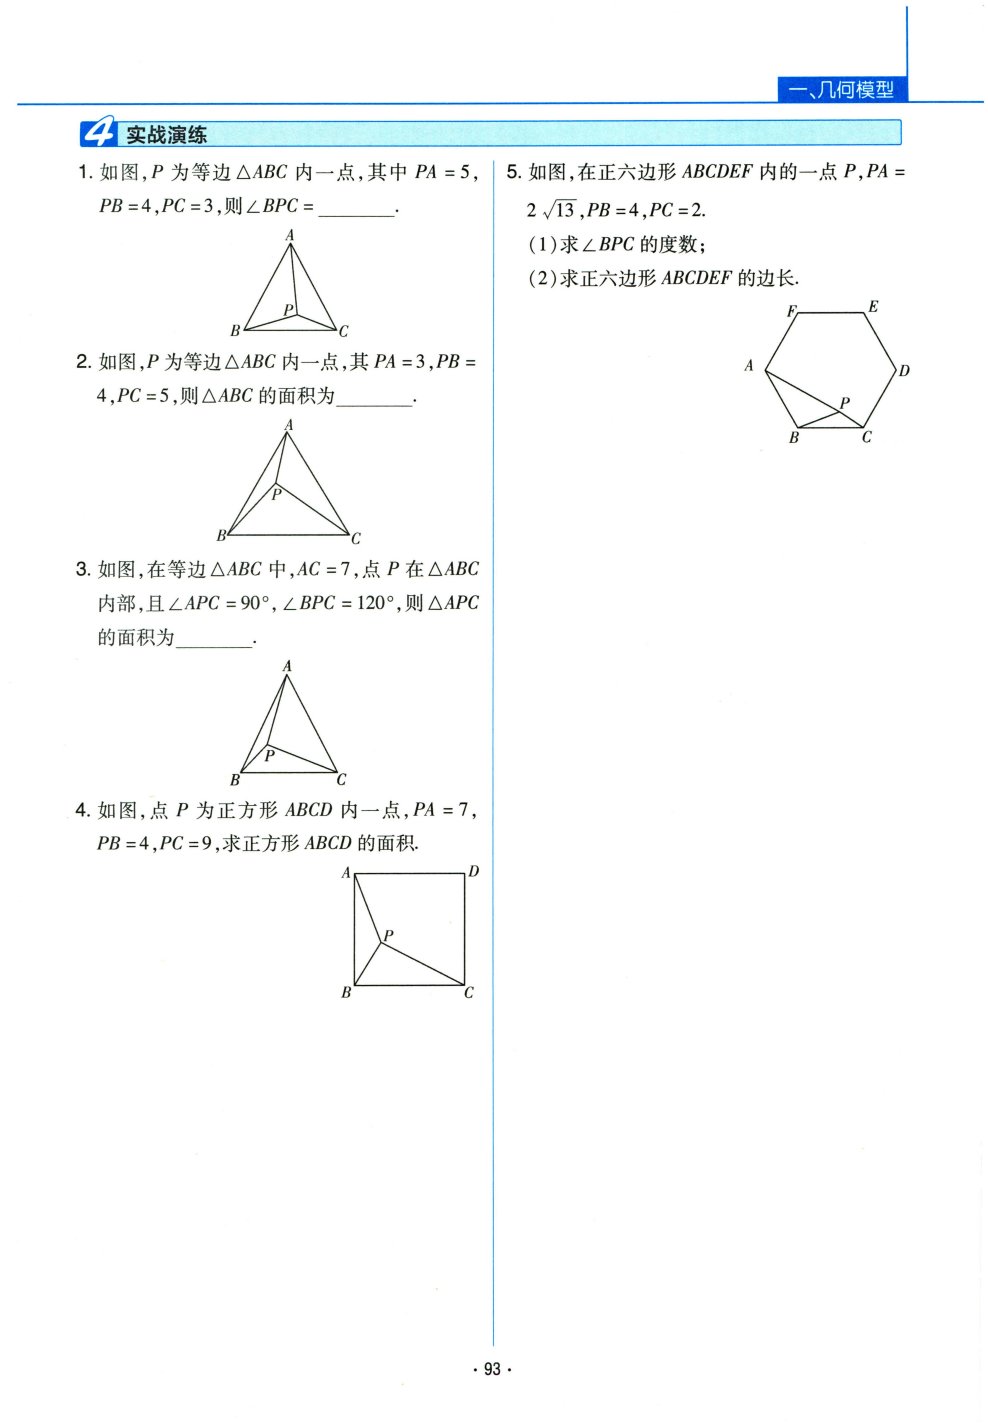 一、几何模型
4 实战演练
1. 如图,P 为等边△ABC 内一点,其中 PA = 5,
PB = 4,PC = 3,则∠BPC = ________.
A
P
B
C
2. 如图,P 为等边△ABC 内一点,其 PA = 3,PB =
4,PC = 5,则△ABC 的面积为________.
A
P
B
C
3. 如图,在等边△ABC 中,AC = 7,点 P 在△ABC
内部,且∠APC = 90°,∠BPC = 120°,则△APC
的面积为________.
A
P
B
C
4. 如图,点 P 为正方形 ABCD 内一点,PA = 7,
PB = 4,PC = 9,求正方形 ABCD 的面积.
A
D
P
B
C
5. 如图,在正六边形 ABCDEF 内的一点 P,PA =
2√13,PB = 4,PC = 2.
(1)求∠BPC 的度数;
(2)求正六边形 ABCDEF 的边长.
F
E
A
D
P
B
C
· 93 ·